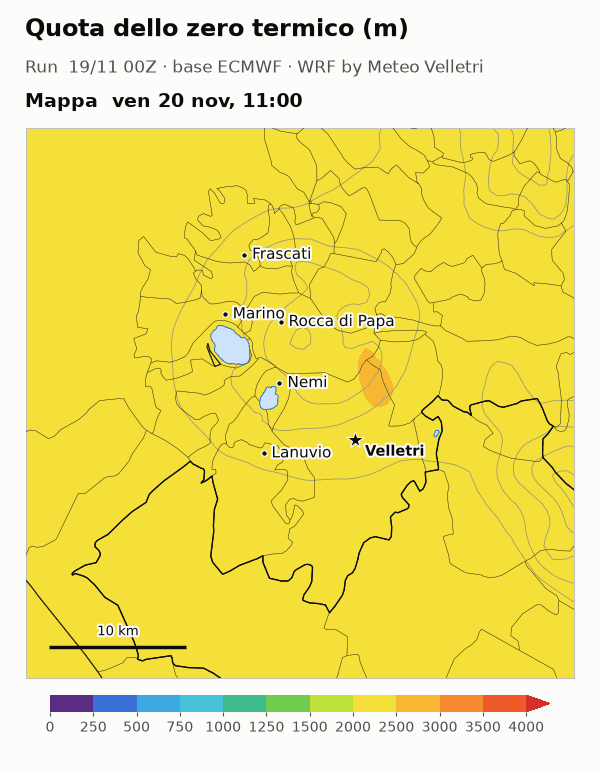 Quota dello zero termico (m)
Run  19/11 00Z · base ECMWF · WRF by Meteo Velletri
Mappa  ven 20 nov, 11:00
Frascati
Marino
Rocca di Papa
Nemi
Velletri
Lanuvio
10 km
0 250 500 750 1000 1250 1500 2000 2500 3000 3500 4000